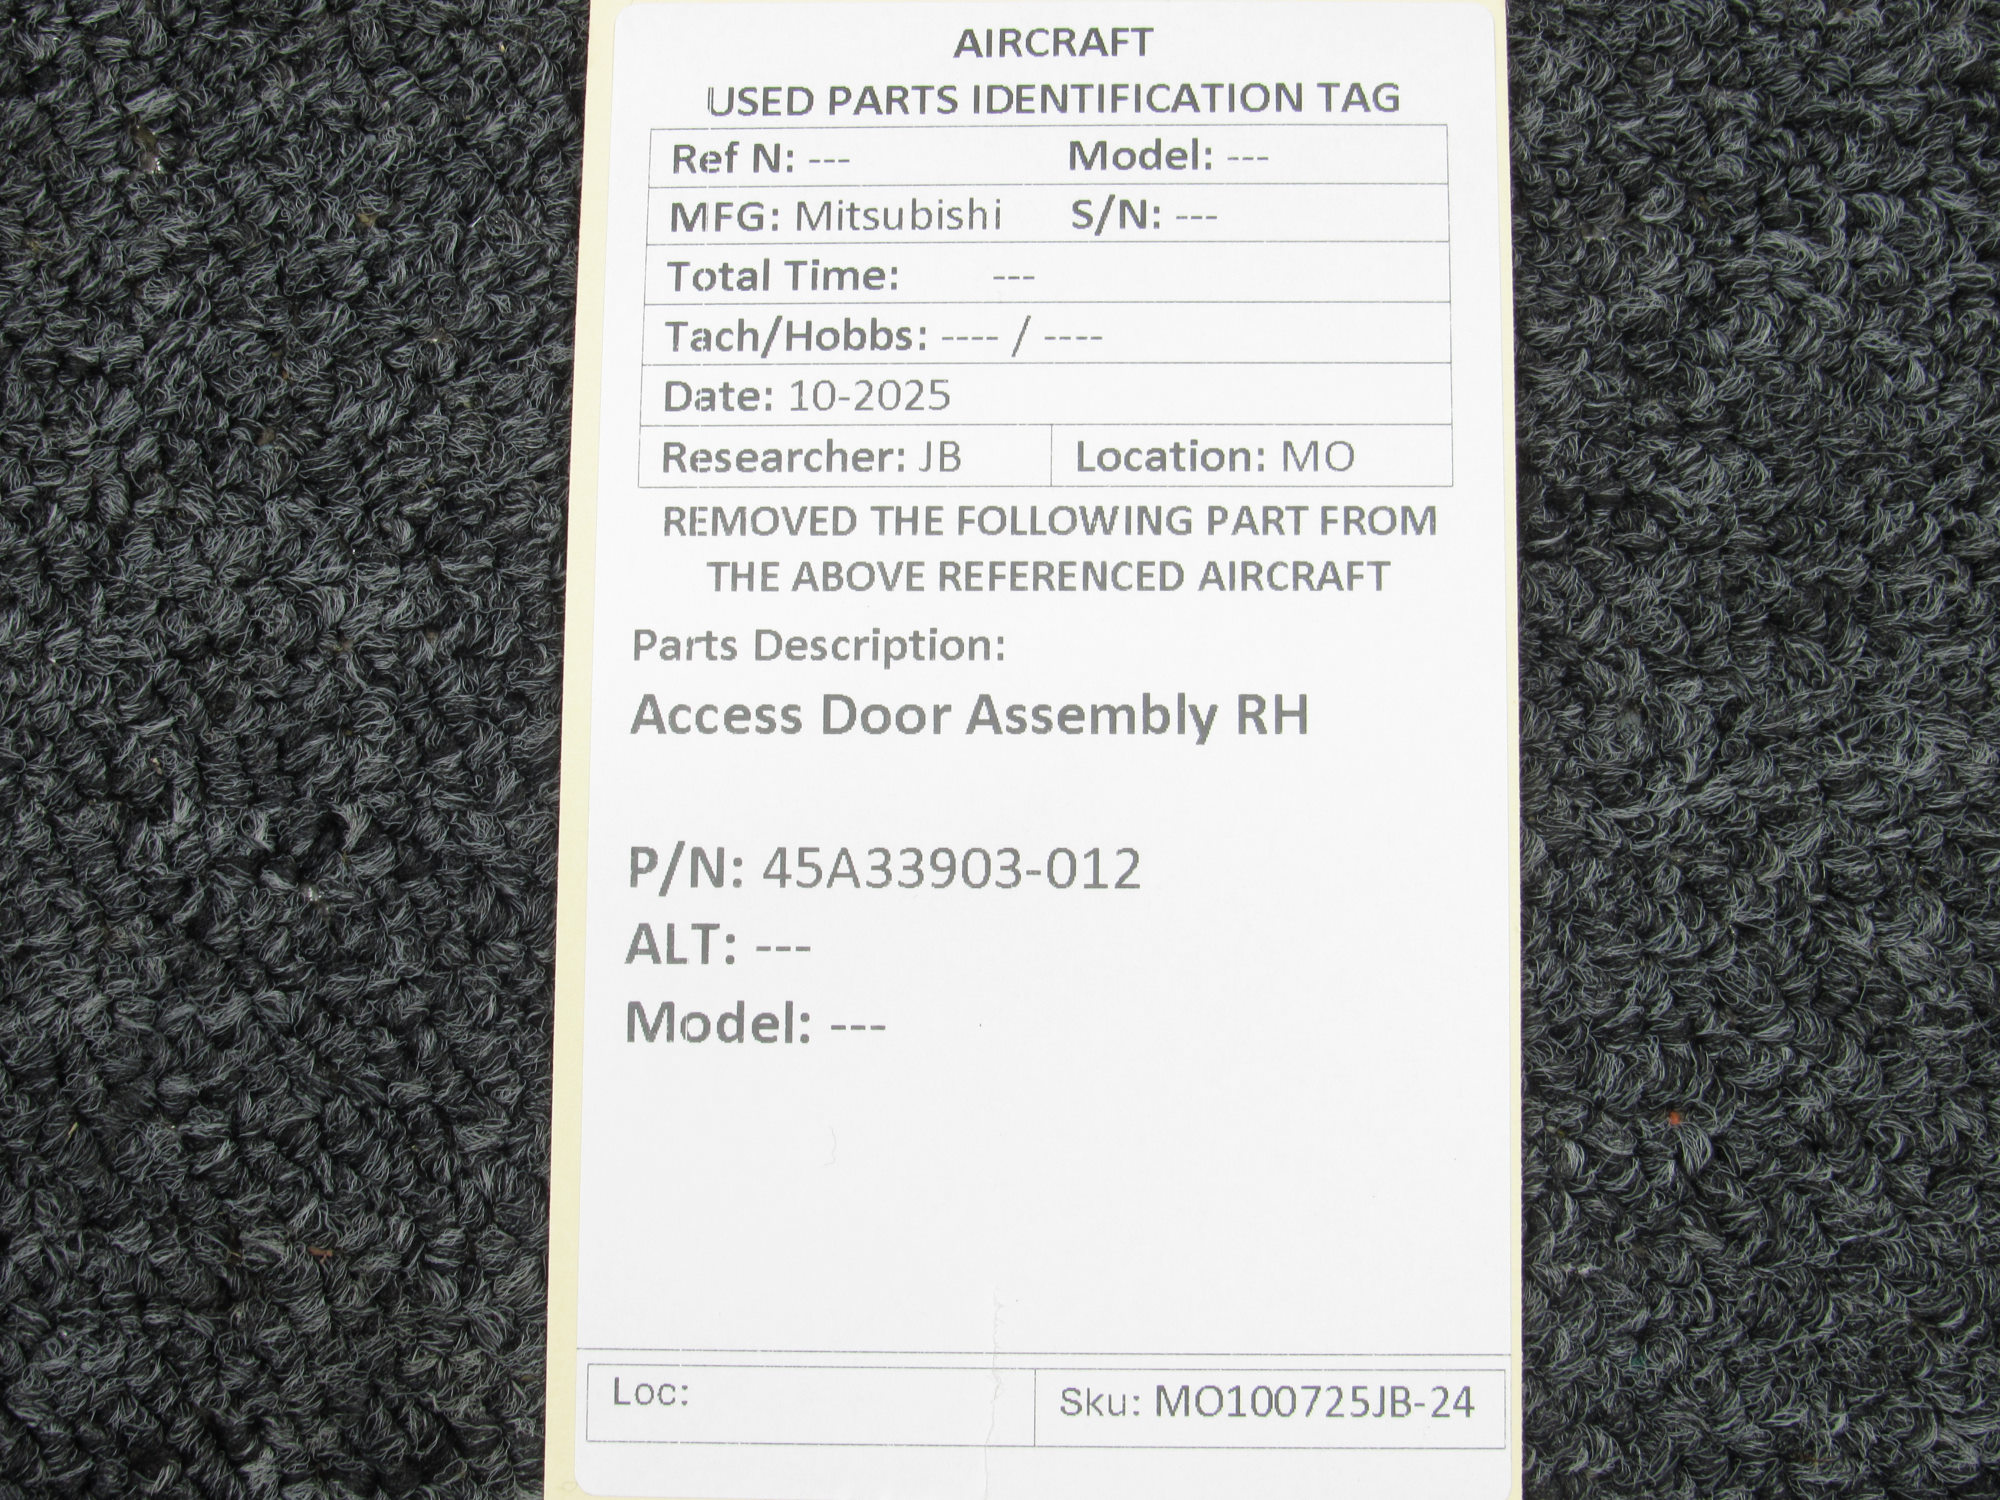 AIRCRAFT
USED PARTS IDENTIFICATION TAG
Ref N: --- Model: ---
MFG: Mitsubishi S/N: ---
Total Time: ---
Tach/Hobbs: ---- / ----
Date: 10-2025
Researcher: JB Location: MO
REMOVED THE FOLLOWING PART FROM
THE ABOVE REFERENCED AIRCRAFT
Parts Description:
Access Door Assembly RH
P/N: 45A33903-012
ALT: ---
Model: ---
Loc: Sku: MO100725JB-24